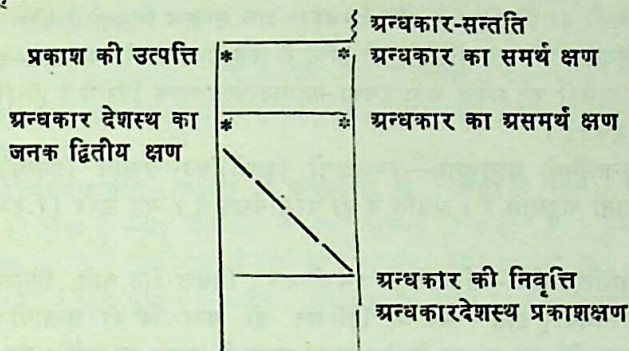 अन्धकार-सन्तति
प्रकाश की उत्पत्ति * * अन्धकार का समर्थ क्षण
अन्धकार देशस्थ का * * अन्धकार का असमर्थ क्षण
जनक द्वितीय क्षण
अन्धकार की निवृत्ति
अन्धकारदेशस्थ प्रकाशक्षण